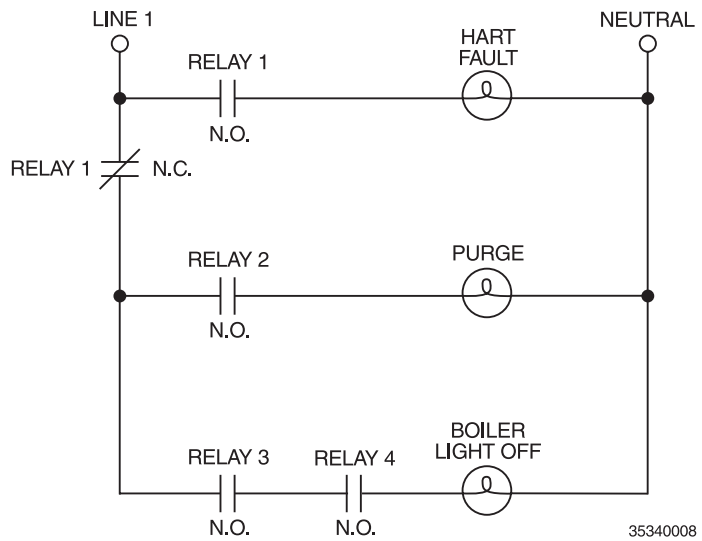 LINE 1
NEUTRAL
RELAY 1
HART
FAULT
N.O.
RELAY 1
N.C.
RELAY 2
PURGE
N.O.
RELAY 3
RELAY 4
BOILER
LIGHT OFF
N.O.
N.O.
35340008